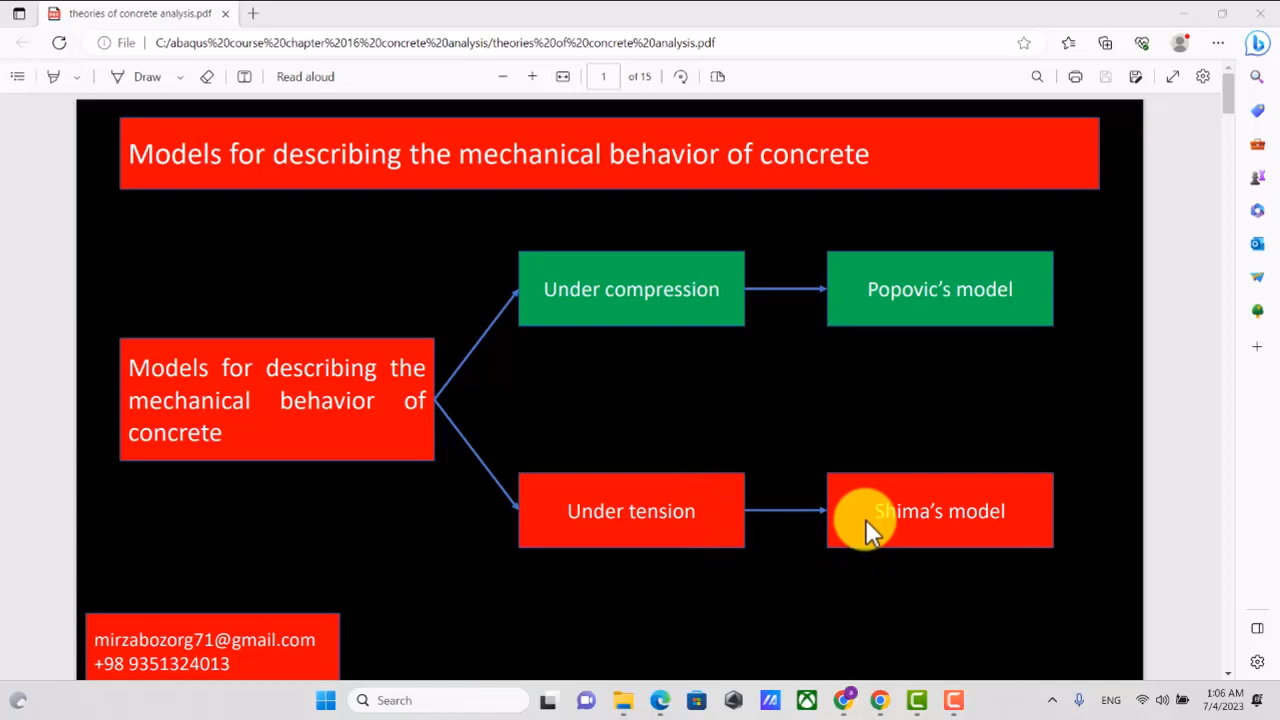 theories of concrete analysis.pdf
File
C:/abaqus%20course%20chapter%2016%20concrete%20analysis/theories%20of%20concrete%20analysis.pdf
Draw
Read aloud
1
of 15
Models for describing the mechanical behavior of concrete
Under compression
Popovic's model
Models for describing the
mechanical behavior of
concrete
Under tension
Shima's model
mirzabozorg71@gmail.com
+98 9351324013
Search
ENG
1:06 AM
7/4/2023